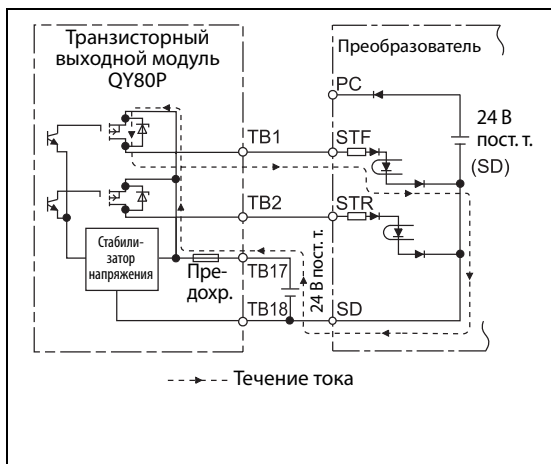 Транзисторный
выходной модуль
QY80P
Преобразователь
PC
24 В
пост. т.
(SD)
TB1
STF
TB2
STR
Стабили-
затор
напряжения
Пре-
дохр.
TB17
24 В пост. т.
TB18
SD
Течение тока